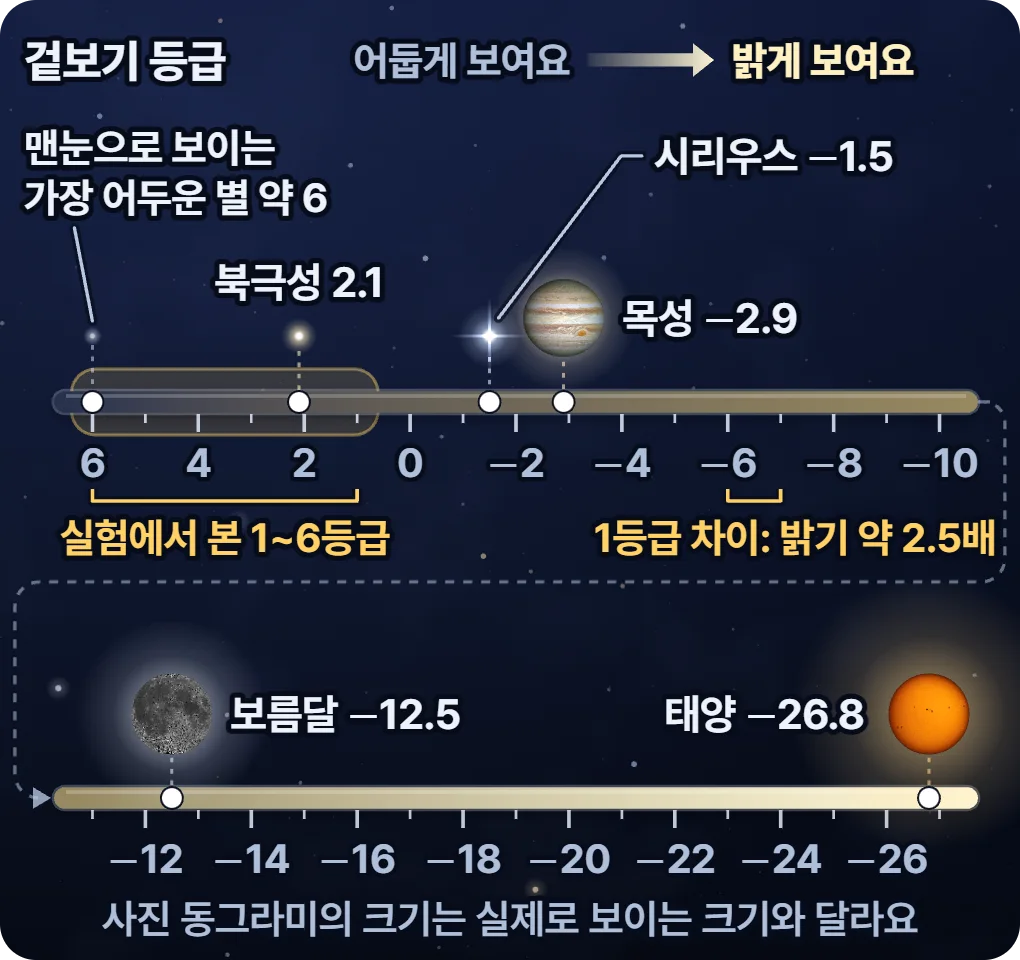 겉보기 등급
어둡게 보여요 밝게 보여요
맨눈으로 보이는
가장 어두운 별 약 6
시리우스 –1.5
북극성 2.1
목성 –2.9
6 4 2 0 –2 –4 –6 –8 –10
실험에서 본 1~6등급
1등급 차이: 밝기 약 2.5배
보름달 –12.5
태양 –26.8
–12 –14 –16 –18 –20 –22 –24 –26
사진 동그라미의 크기는 실제로 보이는 크기와 달라요